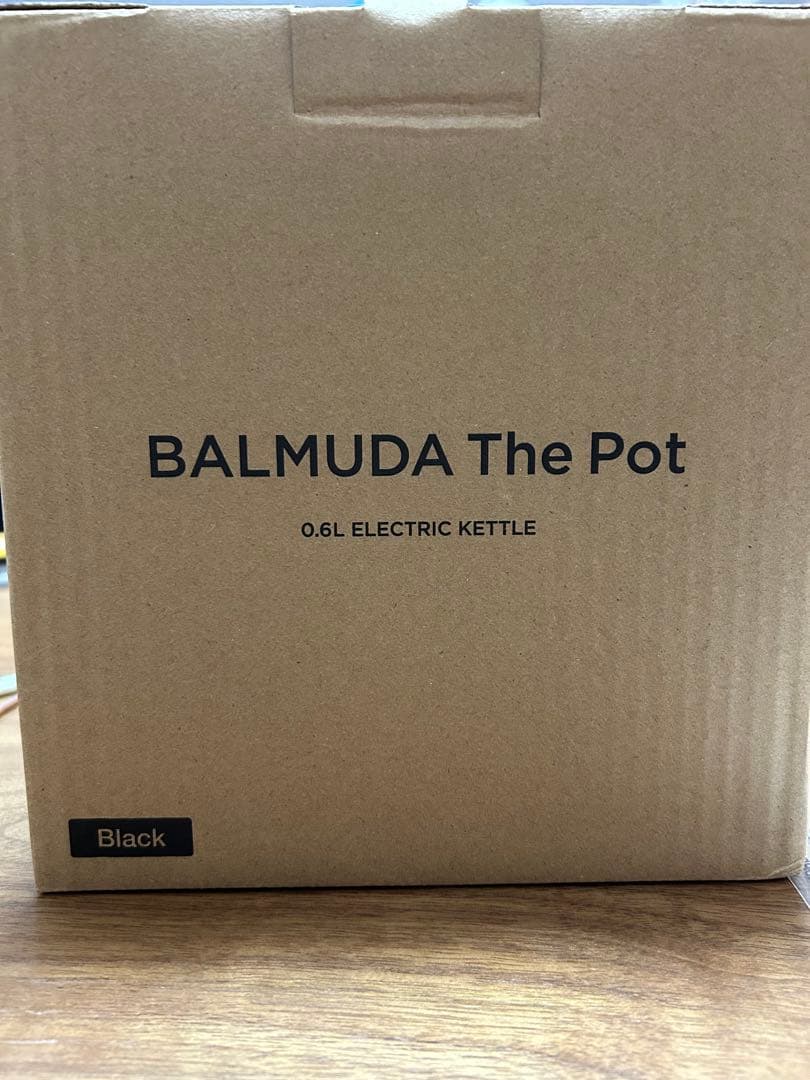 BALMUDA The Pot
0.6L ELECTRIC KETTLE
Black